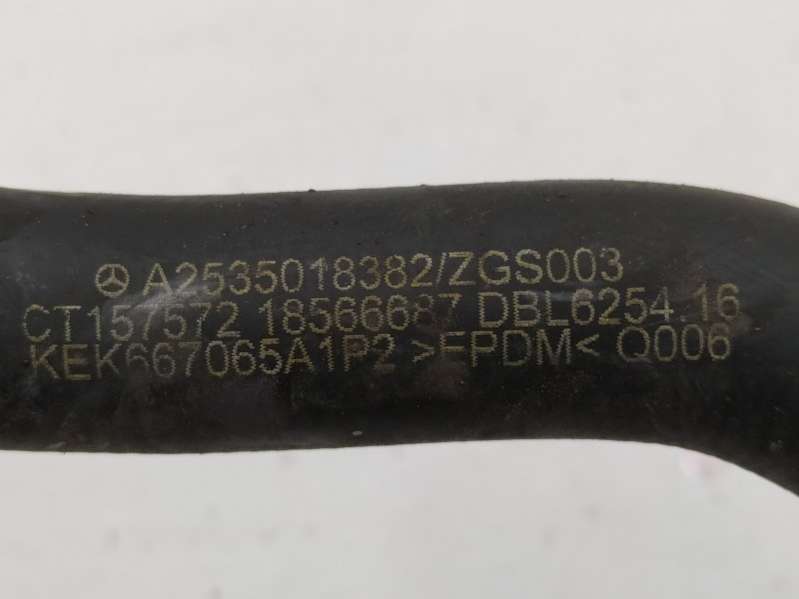 A2535018382/ZGS003
CT157572 18566687 DBL6254.16
KEK667065A1P2 >EPDM< Q006